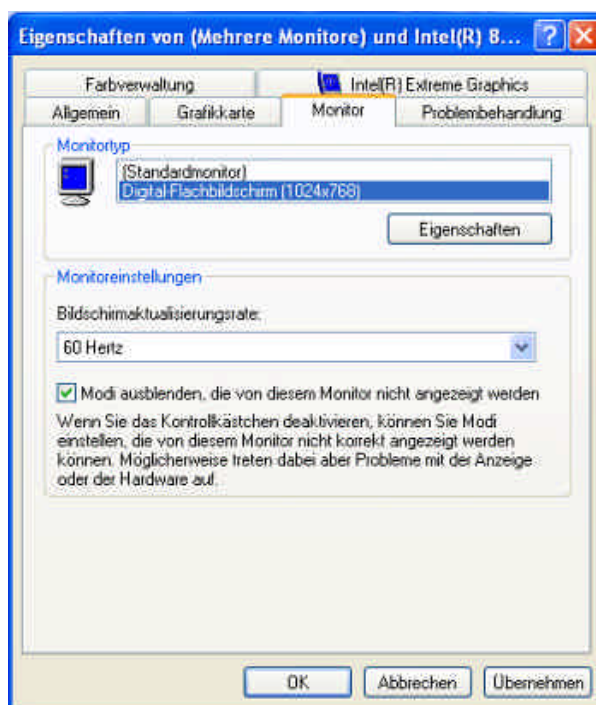 Eigenschaften von (Mehrere Monitore) und Intel(R) 8...
Farbverwaltung
Intel(R) Extreme Graphics
Allgemein
Grafikkarte
Monitor
Problembehandlung
Monitortyp
(Standardmonitor)
Digital-Flachbildschirm (1024x768)
Eigenschaften
Monitoreinstellungen
Bildschirmaktualisierungsrate:
60 Hertz
Modi ausblenden, die von diesem Monitor nicht angezeigt werden
Wenn Sie das Kontrollkästchen deaktivieren, können Sie Modi
einstellen, die von diesem Monitor nicht korrekt angezeigt werden
können. Möglicherweise treten dabei aber Probleme mit der Anzeige
oder der Hardware auf.
OK
Abbrechen
Übernehmen